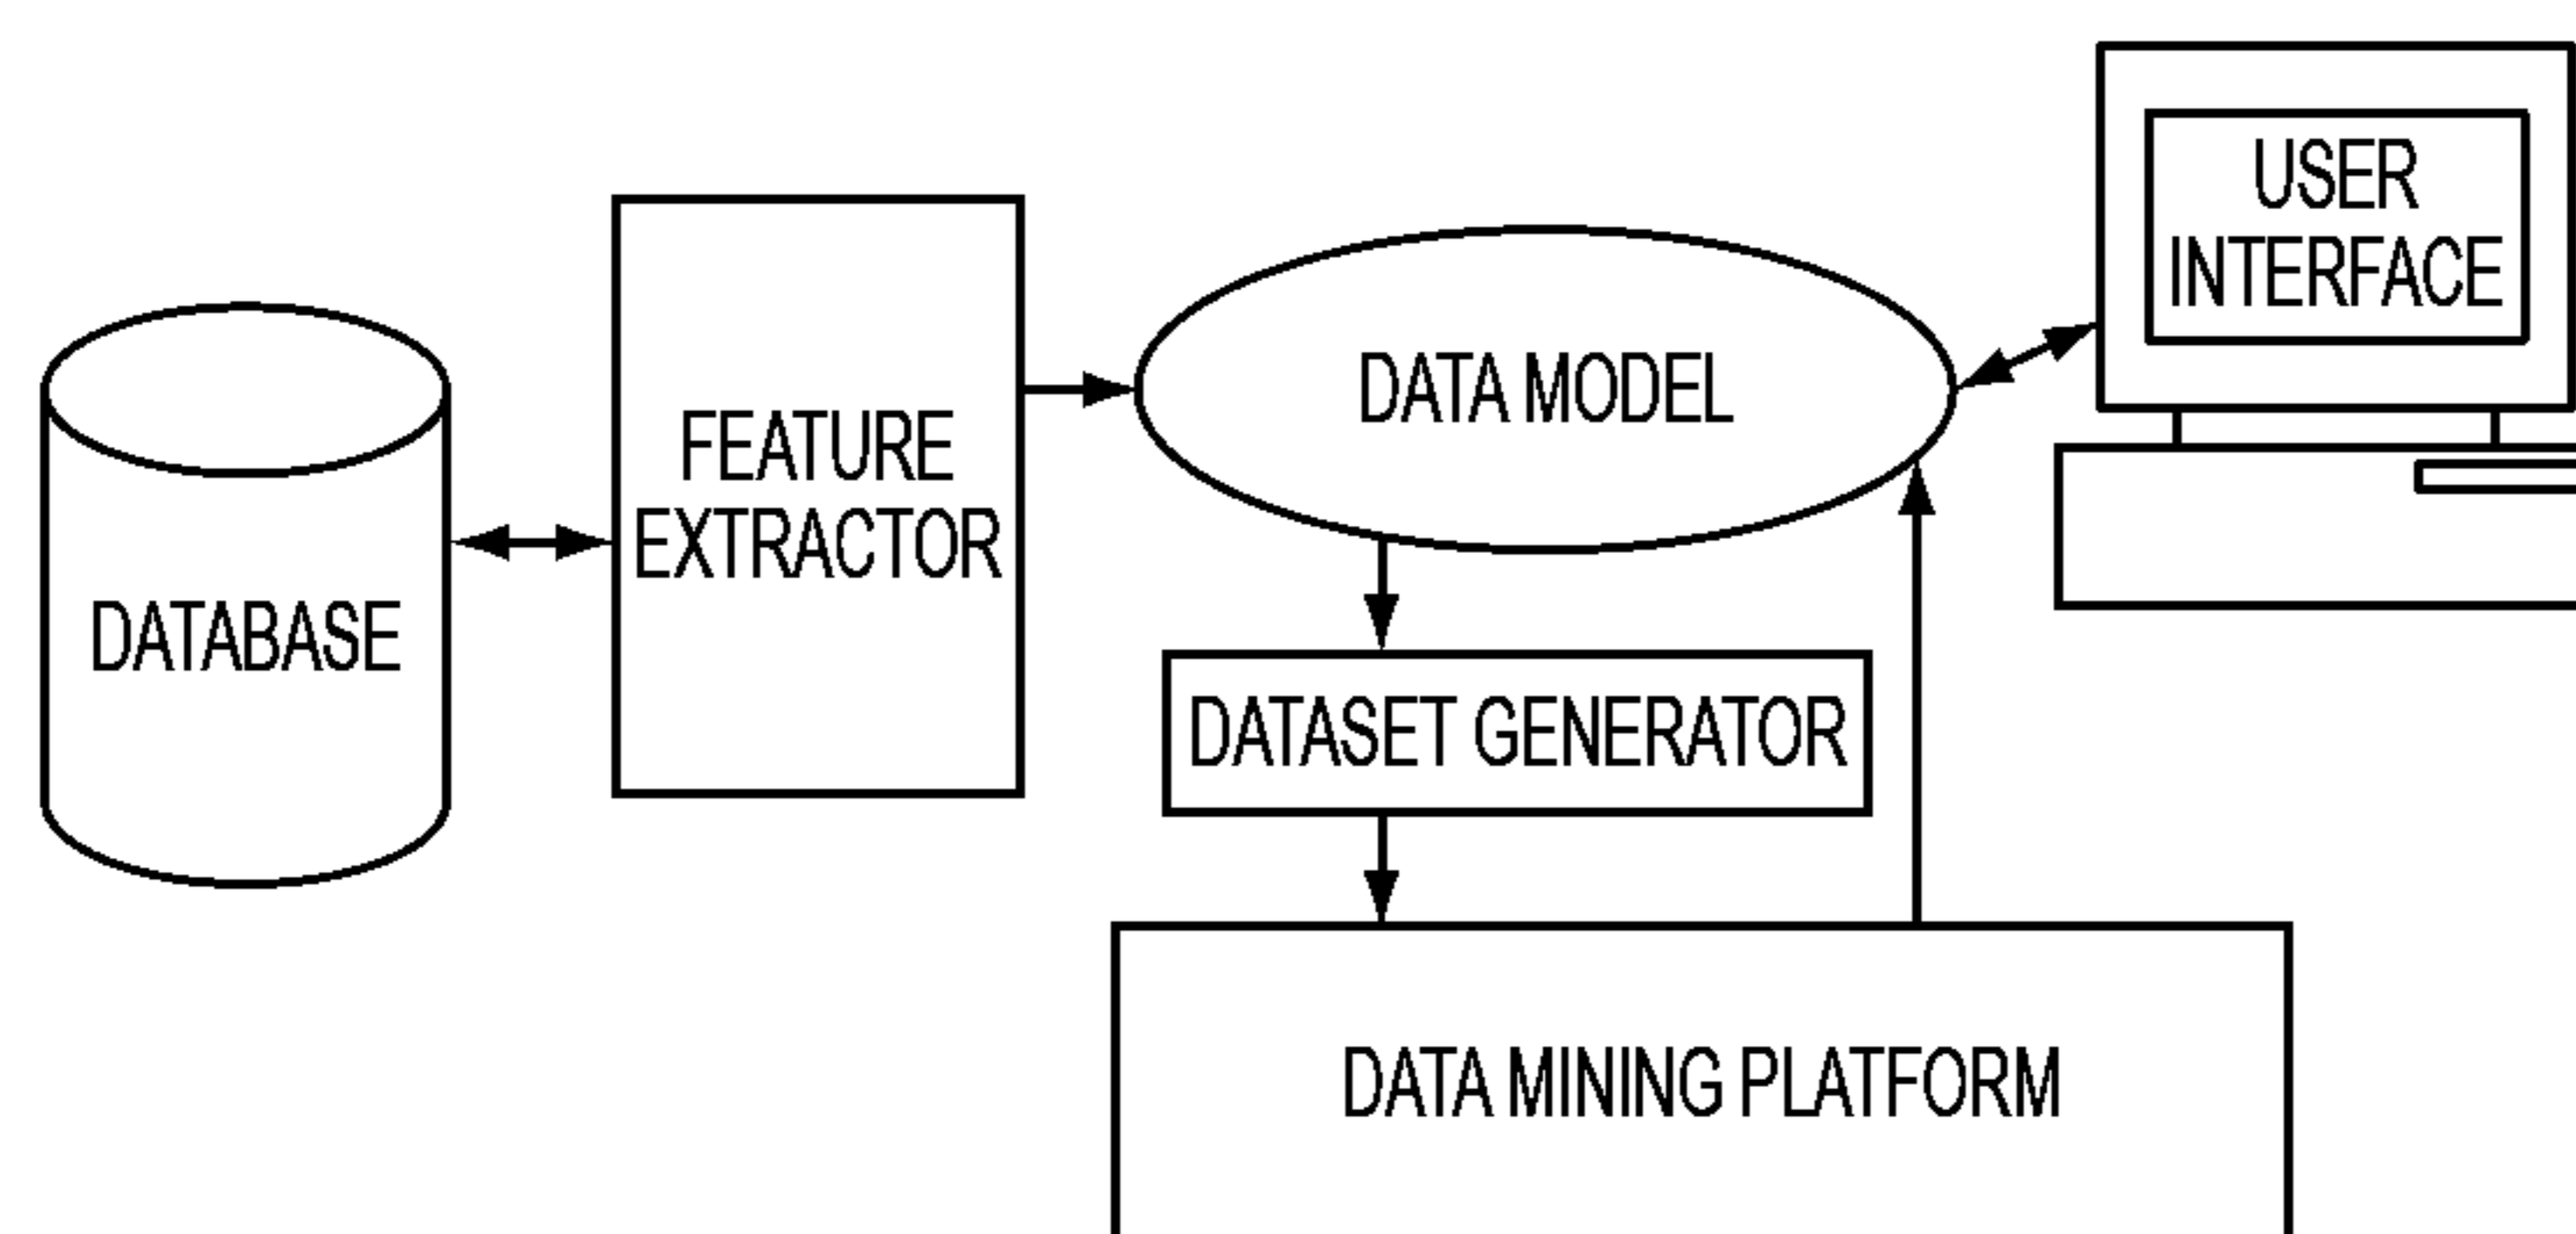 USER
INTERFACE
DATA MODEL
FEATURE
EXTRACTOR
DATABASE
DATASET GENERATOR
DATA MINING PLATFORM